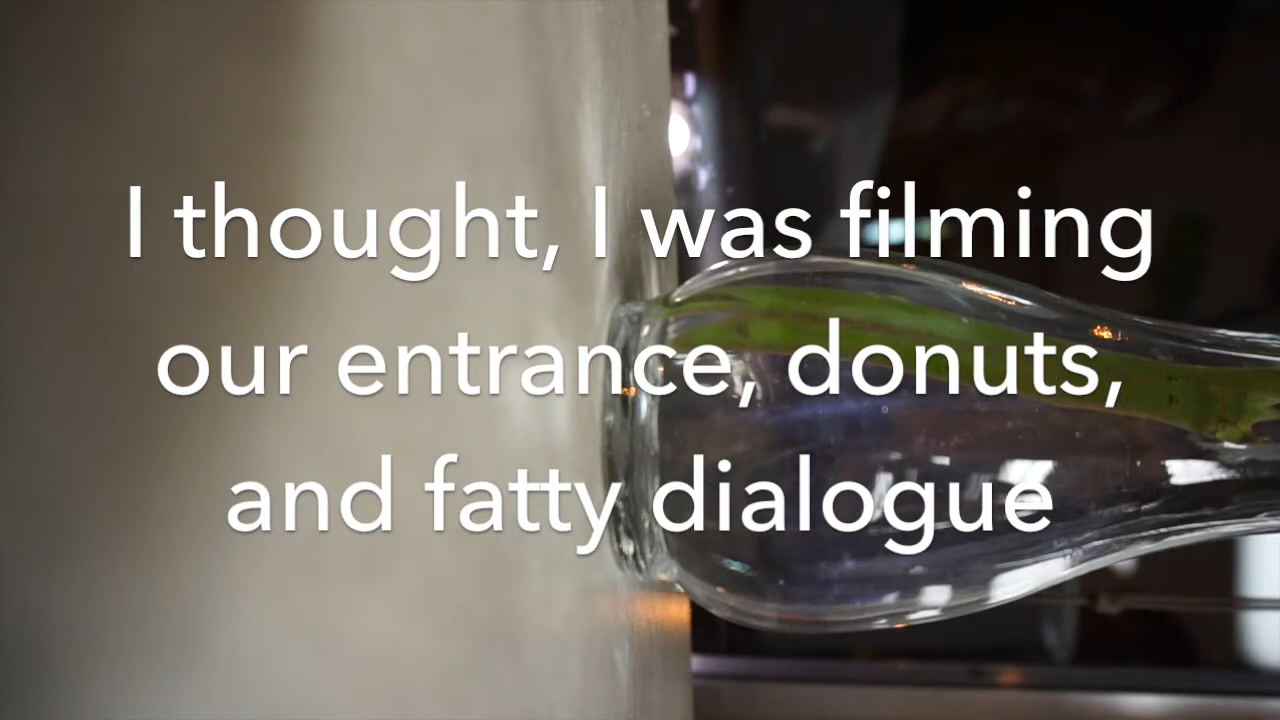 I thought, I was filming
our entrance, donuts,
and fatty dialogue